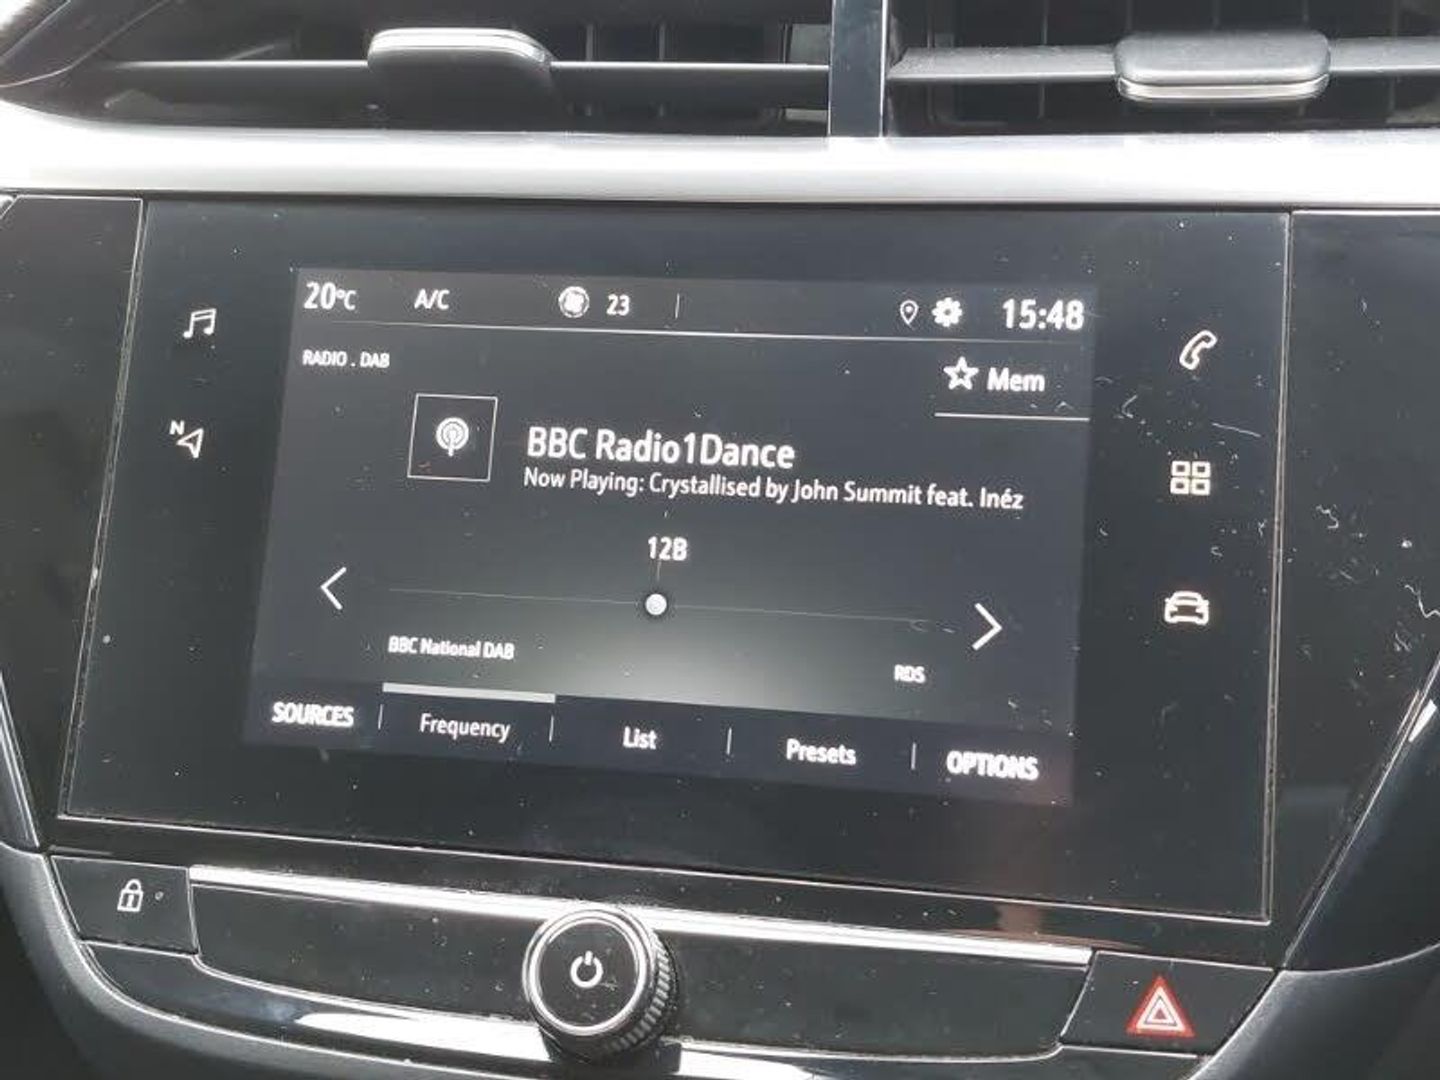 20°C A/C 23 15:48
RADIO . DAB
Mem
N
BBC Radio1Dance
Now Playing: Crystallised by John Summit feat. Inéz
12B
BBC National DAB
RDS
SOURCES Frequency List Presets OPTIONS